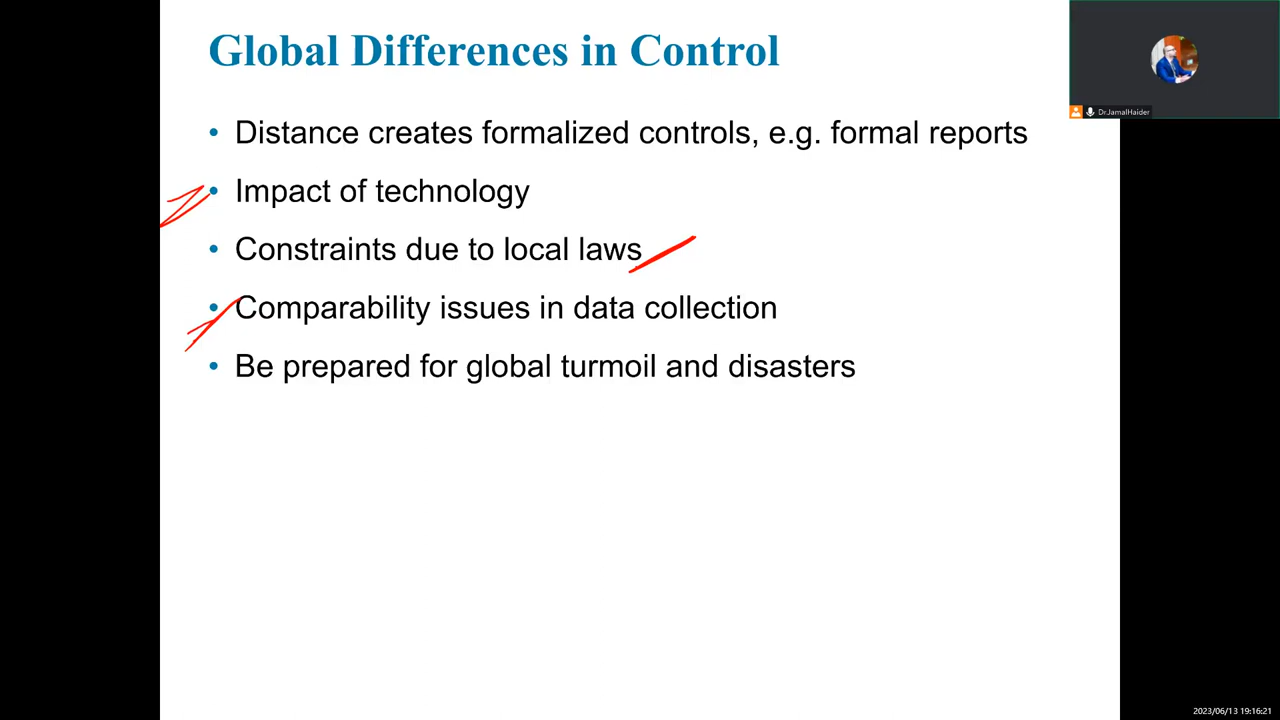 Global Differences in Control
• Distance creates formalized controls, e.g. formal reports
• Impact of technology
• Constraints due to local laws
• Comparability issues in data collection
• Be prepared for global turmoil and disasters
Dr.JamalHaider
2023/06/13 19:16:21